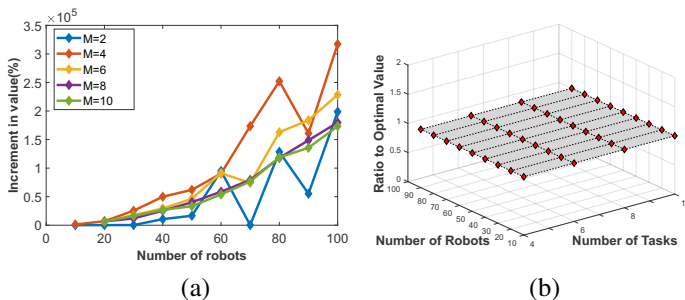 ×10^5
3.5
3
2.5
2
1.5
1
0.5
0
Increment in value(%)
M=2
M=4
M=6
M=8
M=10
0 20 40 60 80 100
Number of robots
(a)
2
1.5
1
0.5
0
Ratio to Optimal Value
100
90
80
70
60
50
40
30
20
10
Number of Robots
4
6
8
Number of Tasks
(b)